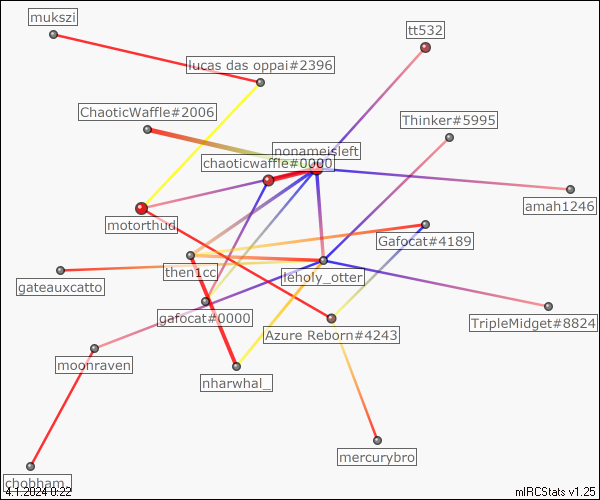 mukszi
tt532
lucas das oppai#2396
ChaoticWaffle#2006
Thinker#5995
nonameisleft
chaoticwaffle#0000
amah1246
motorthud
Gafocat#4189
then1cc
leholy_otter
gateauxcatto
gafocat#0000
TripleMidget#8824
Azure Reborn#4243
moonraven
nharwhal_
mercurybro
chobham_
4.1.2024 0:22
mIRCStats v1.25